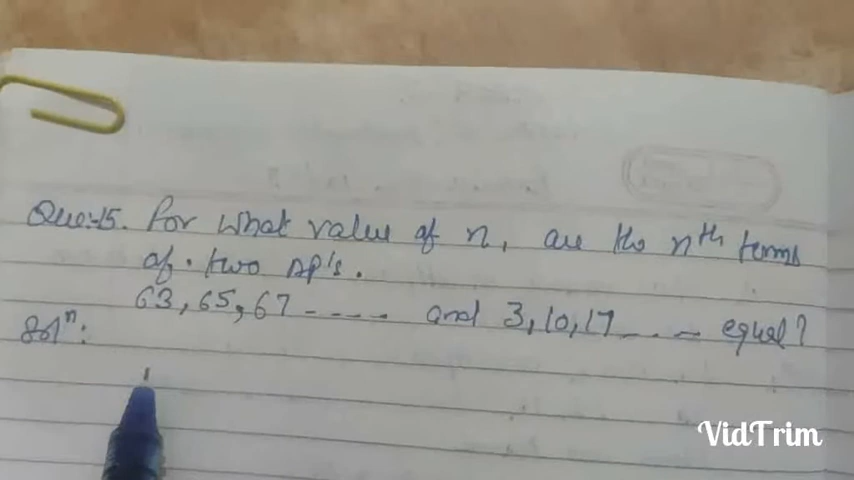 Que:-15. For what value of n, are the nth terms
of two AP's.
63, 65, 67 ---- and 3, 10, 17 --- equal?
Solⁿ:
VidTrim